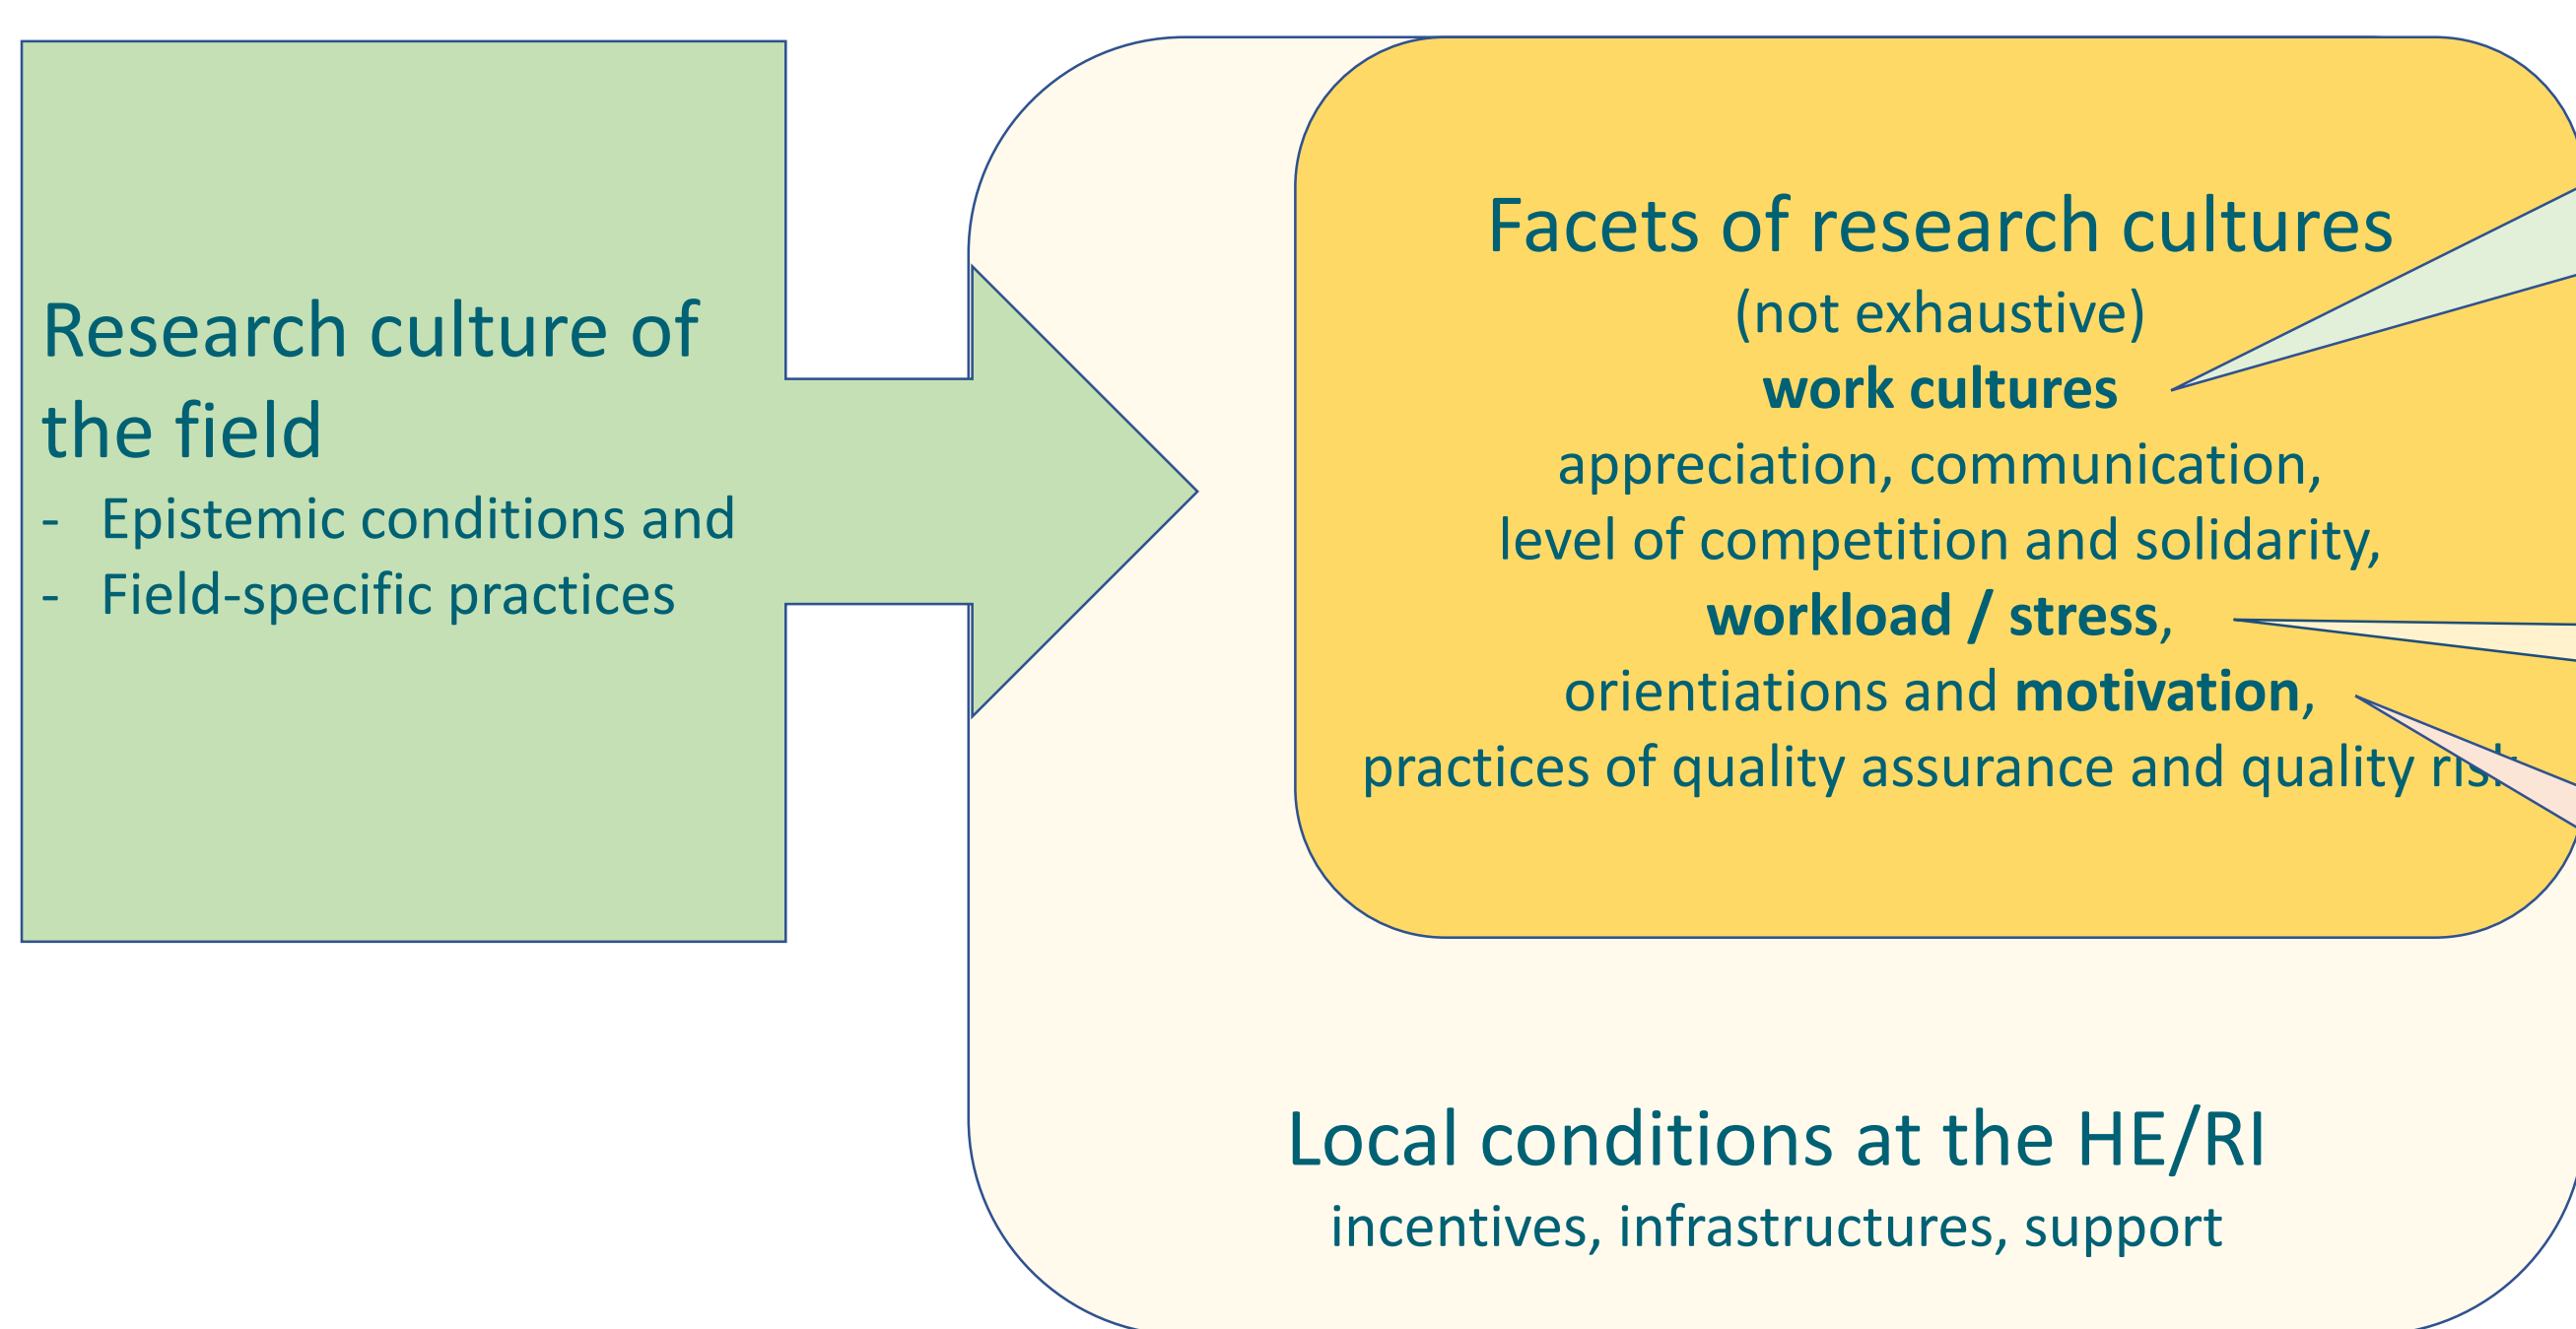 Research culture of
the field
- Epistemic conditions and
- Field-specific practices
Facets of research cultures
(not exhaustive)
work cultures
appreciation, communication,
level of competition and solidarity,
workload / stress,
orientiations and motivation,
practices of quality assurance and quality risk
Local conditions at the HE/RI
incentives, infrastructures, support